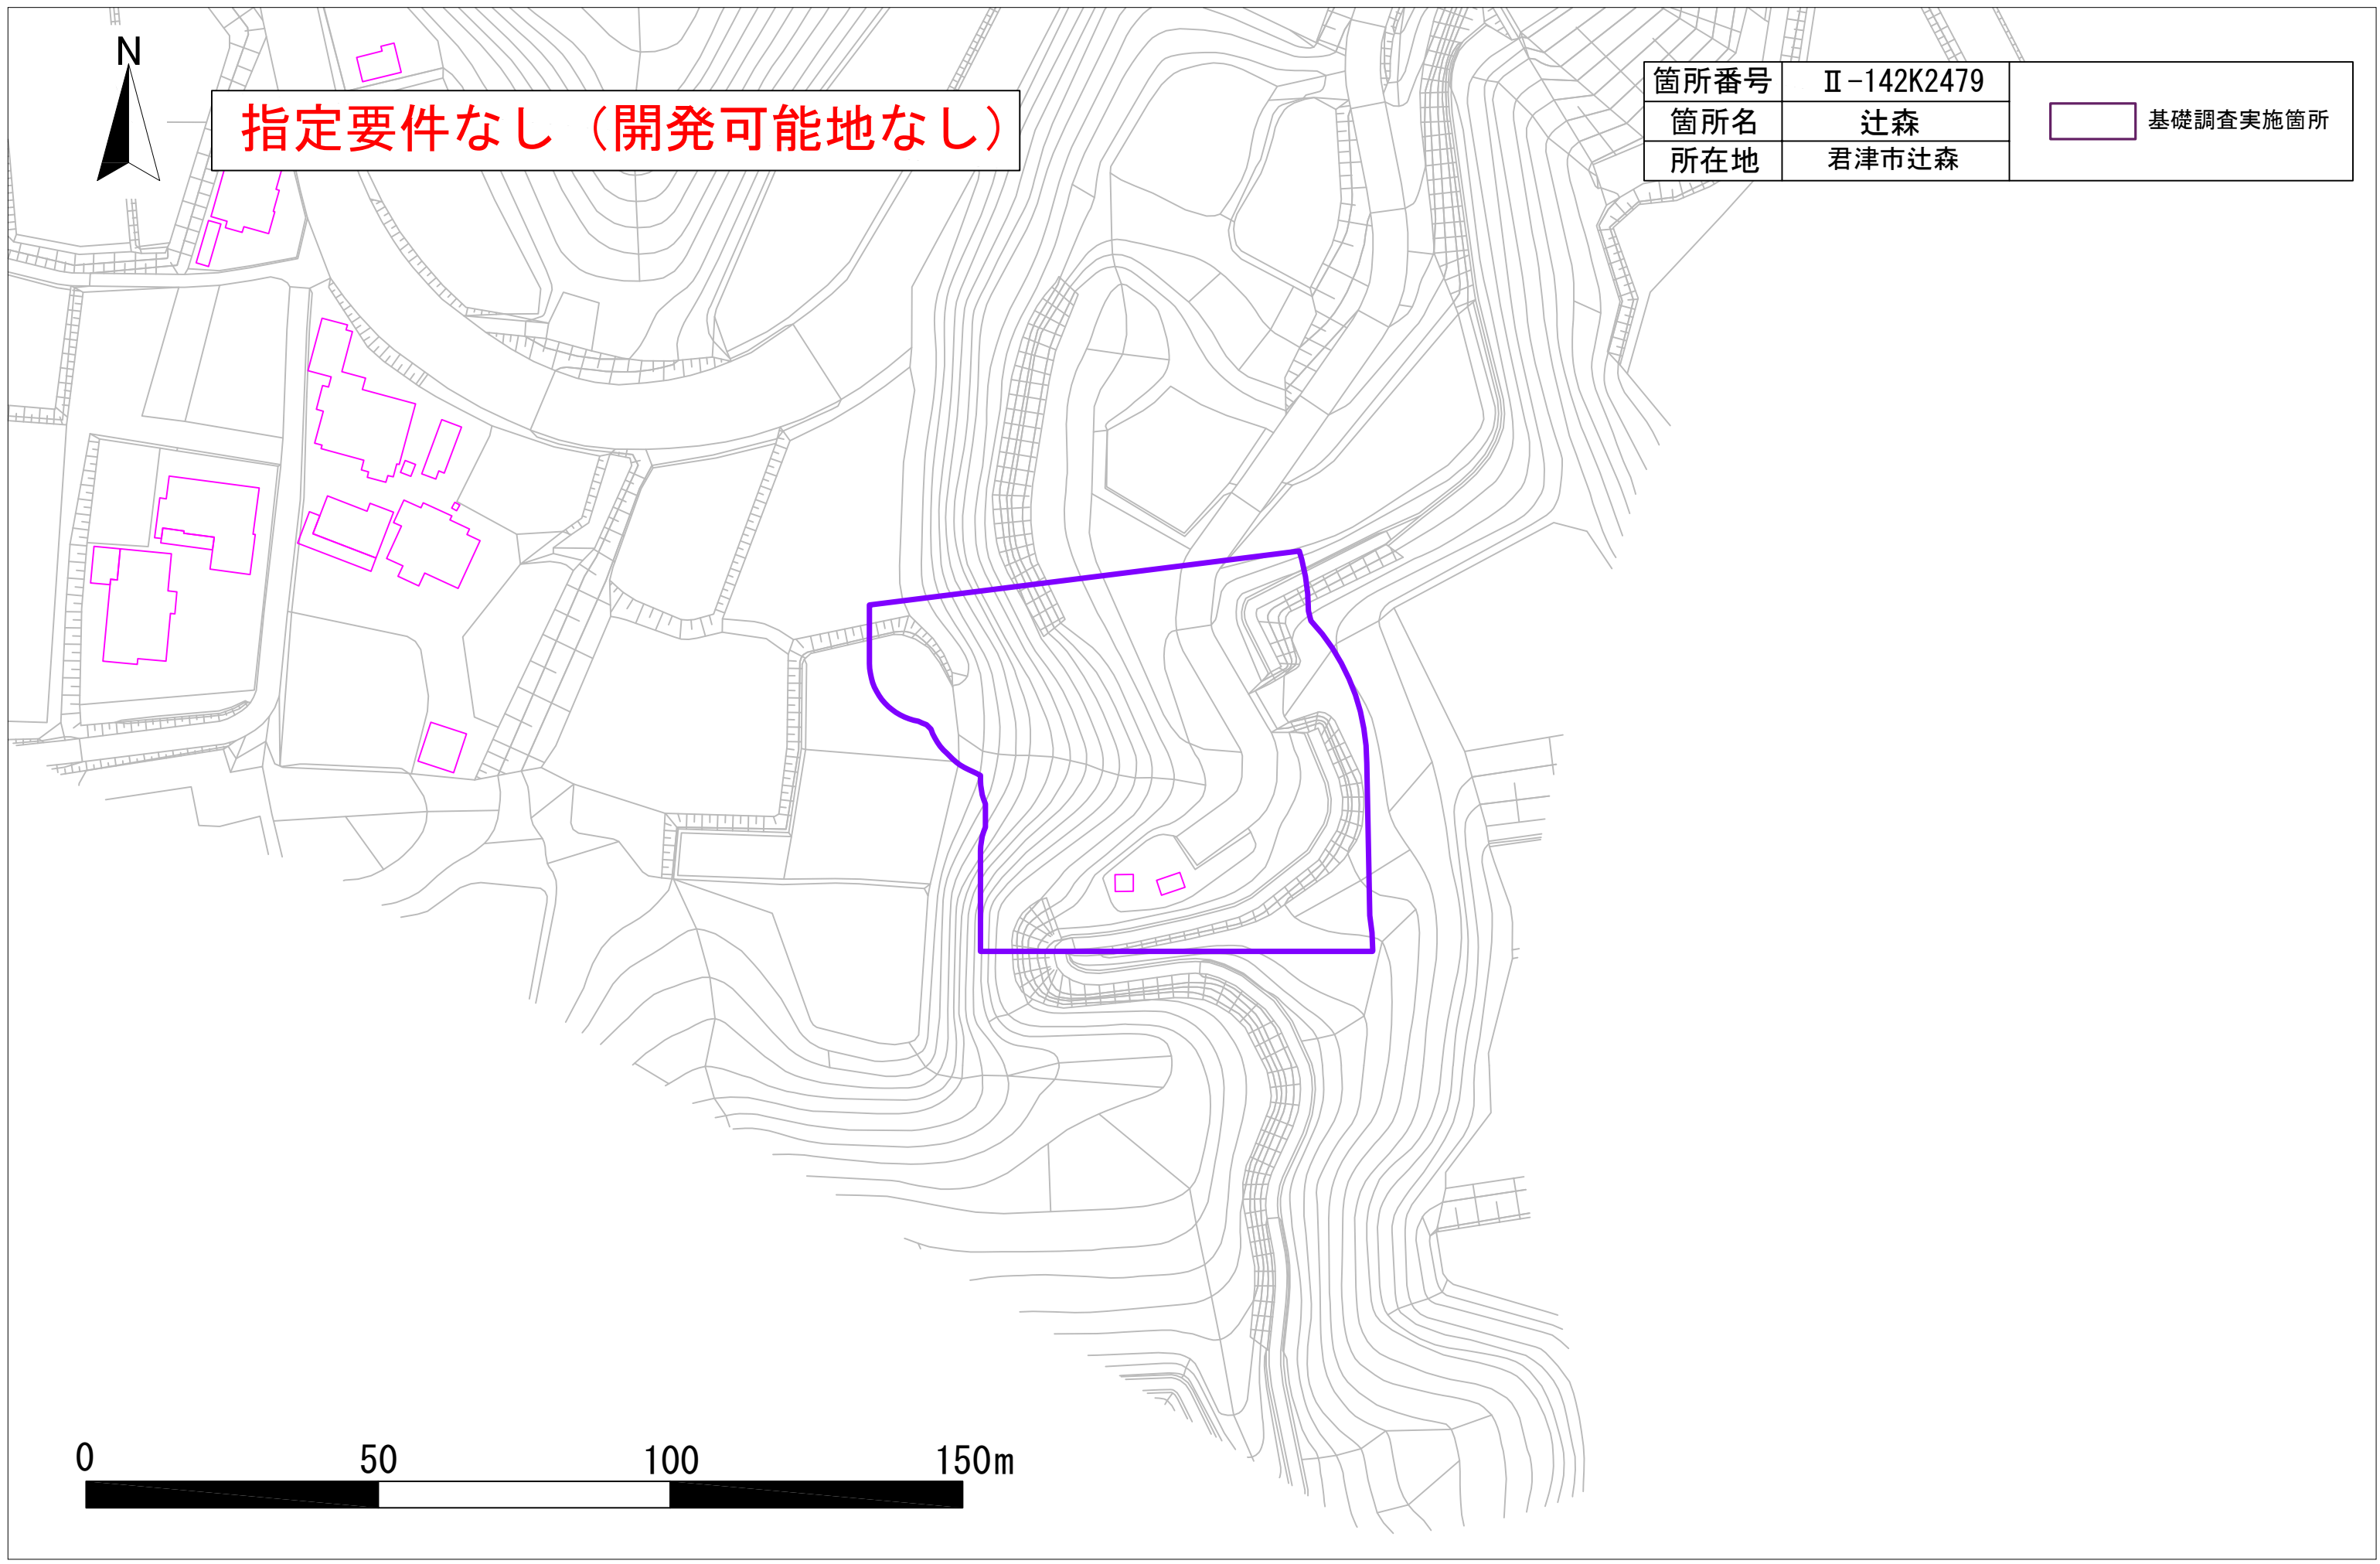 N
指定要件なし（開発可能地なし）
箇所番号 Ⅱ-142K2479
箇所名 辻森
所在地 君津市辻森
基礎調査実施箇所
0 50 100 150m